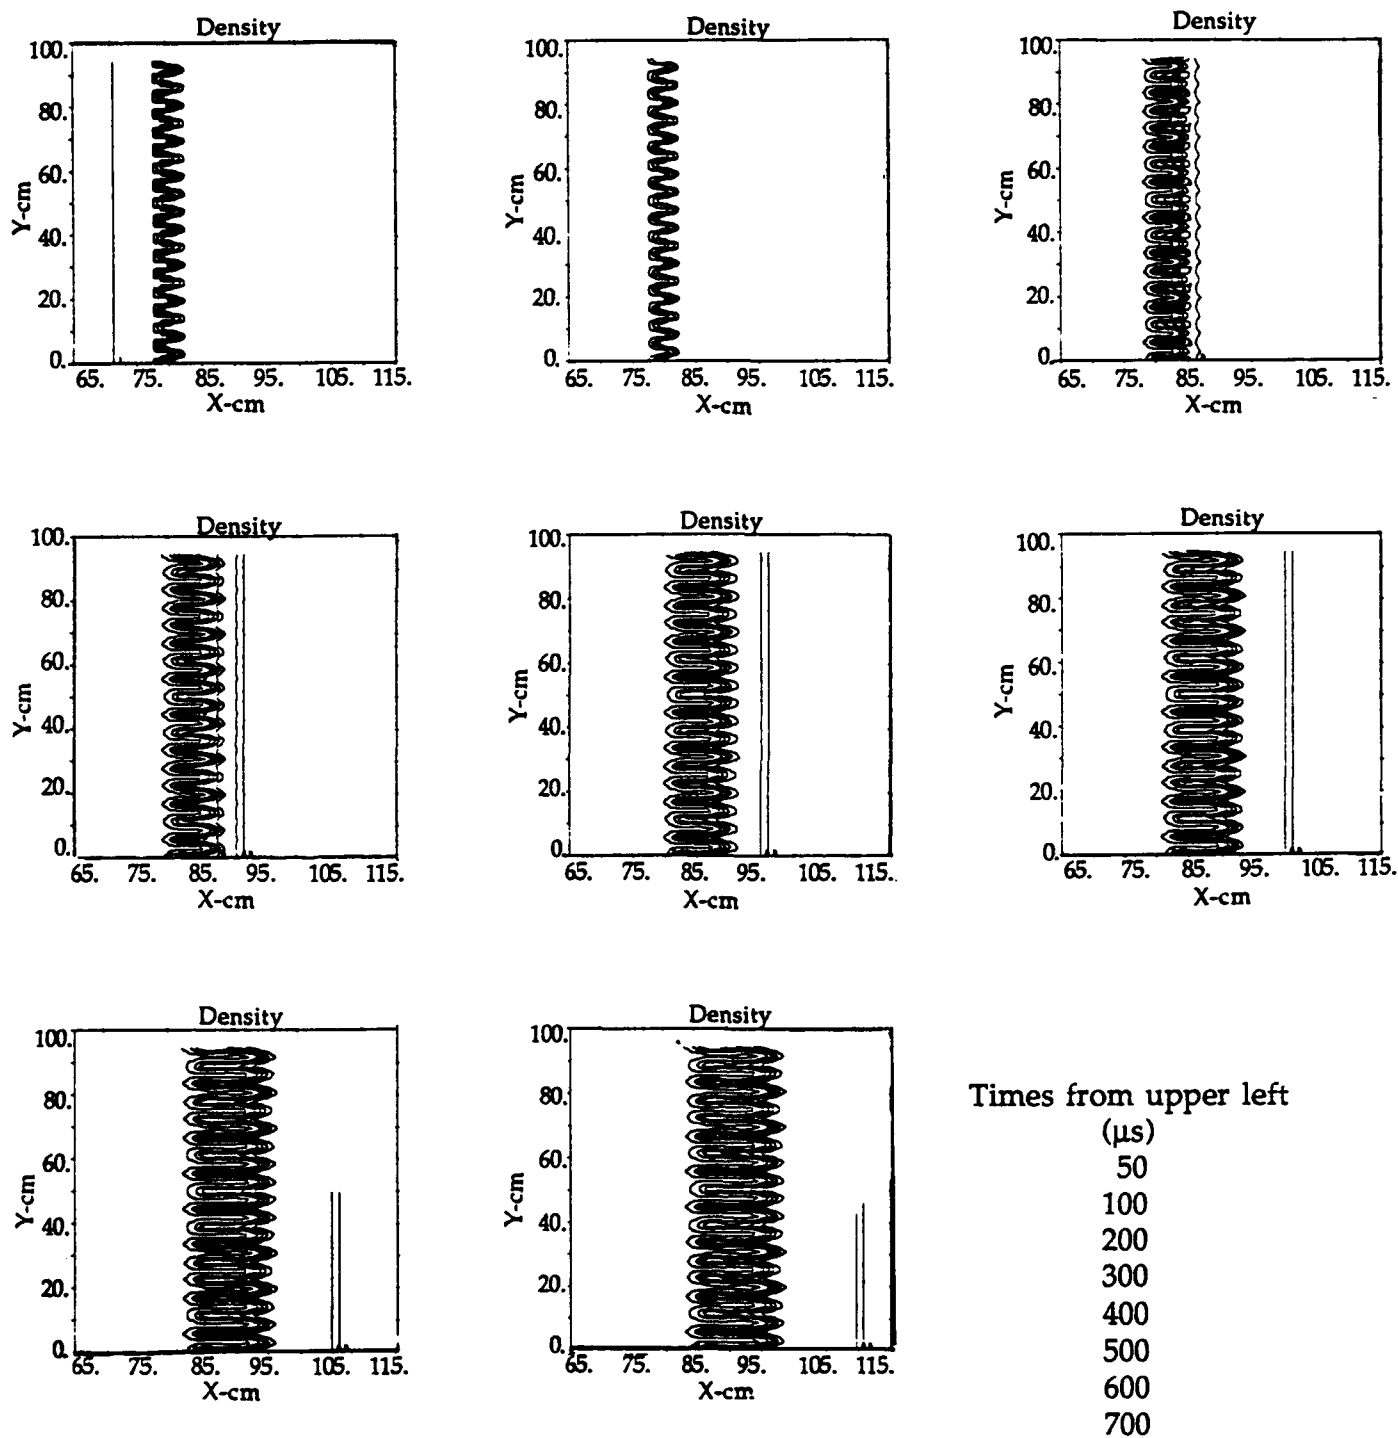 Density
100.
80.
60.
40.
20.
0.
Y-cm
65. 75. 85. 95. 105. 115.
X-cm
Density
100.
80.
60.
40.
20.
0.
Y-cm
65. 75. 85. 95. 105. 115.
X-cm
Density
100.
80.
60.
40.
20.
0.
Y-cm
65. 75. 85. 95. 105. 115.
X-cm
Density
100.
80.
60.
40.
20.
0.
Y-cm
65. 75. 85. 95. 105. 115.
X-cm
Density
100.
80.
60.
40.
20.
0.
Y-cm
65. 75. 85. 95. 105. 115.
X-cm
Density
100.
80.
60.
40.
20.
0.
Y-cm
65. 75. 85. 95. 105. 115.
X-cm
Density
100.
80.
60.
40.
20.
0.
Y-cm
65. 75. 85. 95. 105. 115.
X-cm
Density
100.
80.
60.
40.
20.
0.
Y-cm
65. 75. 85. 95. 105. 115.
X-cm
Times from upper left
(μs)
50
100
200
300
400
500
600
700